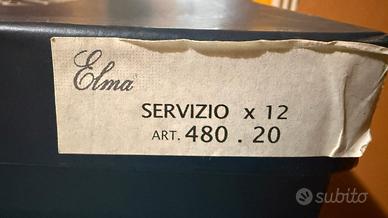 Elma
SERVIZIO x 12
ART. 480 . 20
subito